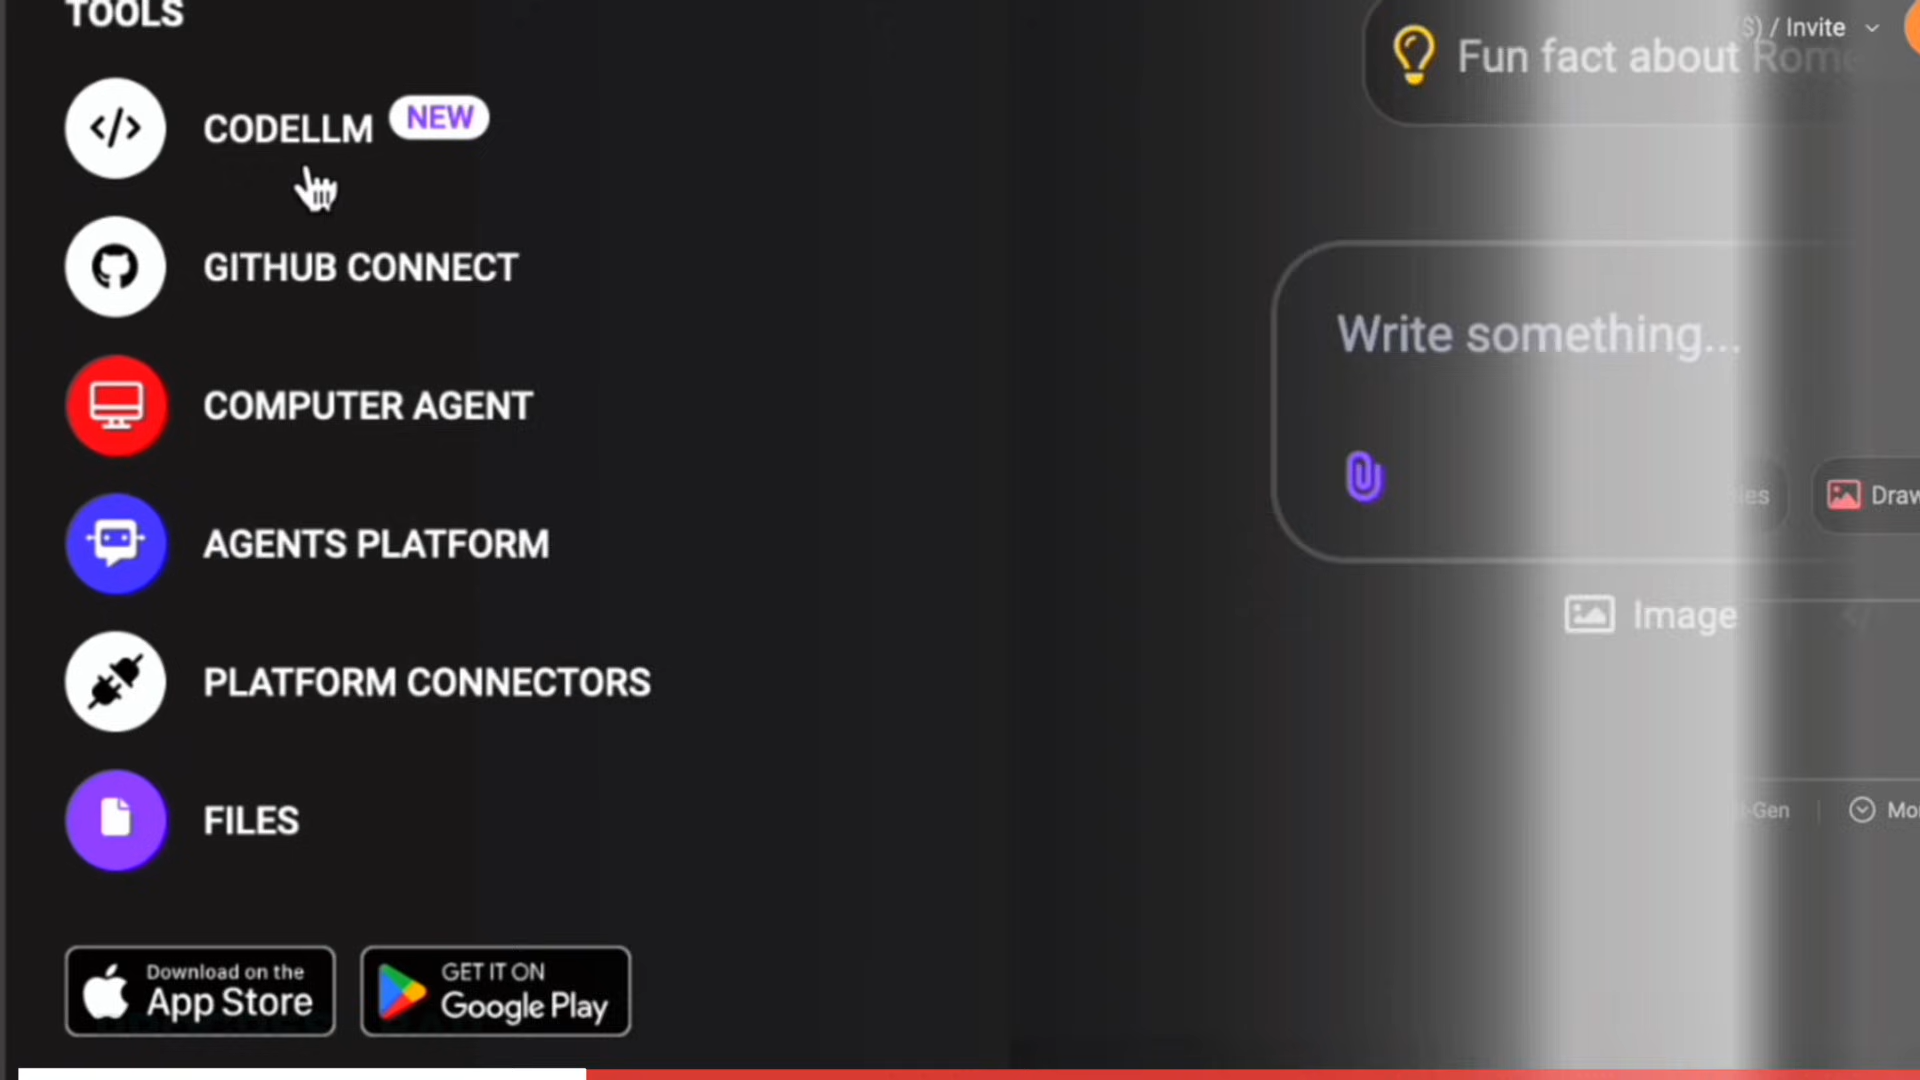 TOOLS
CODELLM NEW
GITHUB CONNECT
COMPUTER AGENT
AGENTS PLATFORM
PLATFORM CONNECTORS
FILES
Download on the
App Store
GET IT ON
Google Play
/ Invite
Fun fact about
Write something...
Image